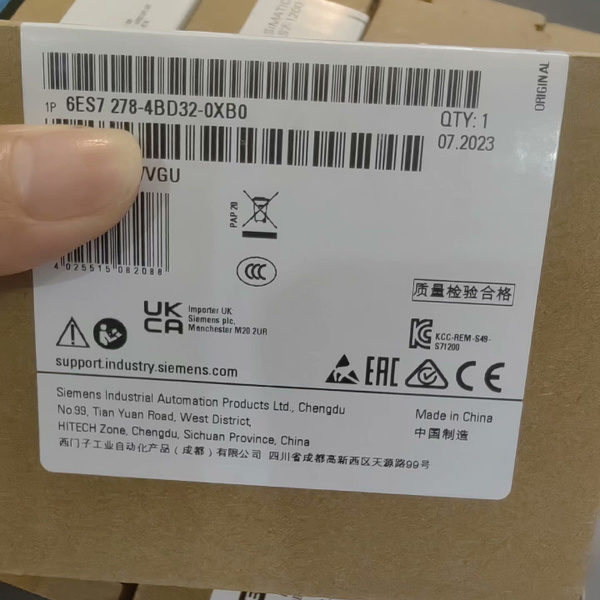 SIMATIC
S7-1200
ORIGINAL
1P 6ES7 278-4BD32-0XB0
QTY: 1
07.2023
VGU
PAP 20
4 025515 082088
CCC
质量检验合格
UK
CA
Importer UK
Siemens plc,
Manchester M20 2UR
KCC-REM-S49-
S71200
EAC
CE
support.industry.siemens.com
Siemens Industrial Automation Products Ltd., Chengdu
No.99, Tian Yuan Road, West District,
HITECH Zone, Chengdu, Sichuan Province, China
西门子工业自动化产品（成都）有限公司 四川省成都高新西区天源路99号
Made in China
中国制造